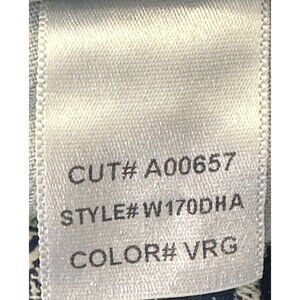 CUT# A00657
STYLE# W170DHA
COLOR# VRG